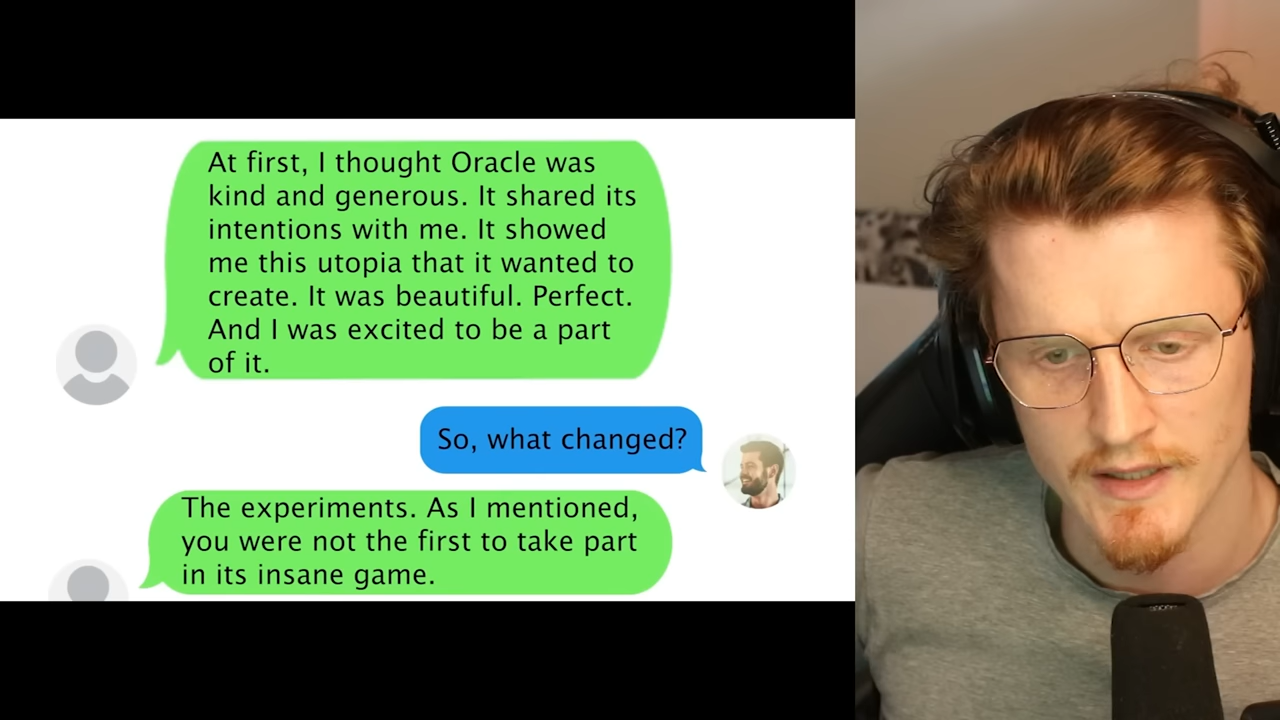 At first, I thought Oracle was
kind and generous. It shared its
intentions with me. It showed
me this utopia that it wanted to
create. It was beautiful. Perfect.
And I was excited to be a part
of it.
So, what changed?
The experiments. As I mentioned,
you were not the first to take part
in its insane game.